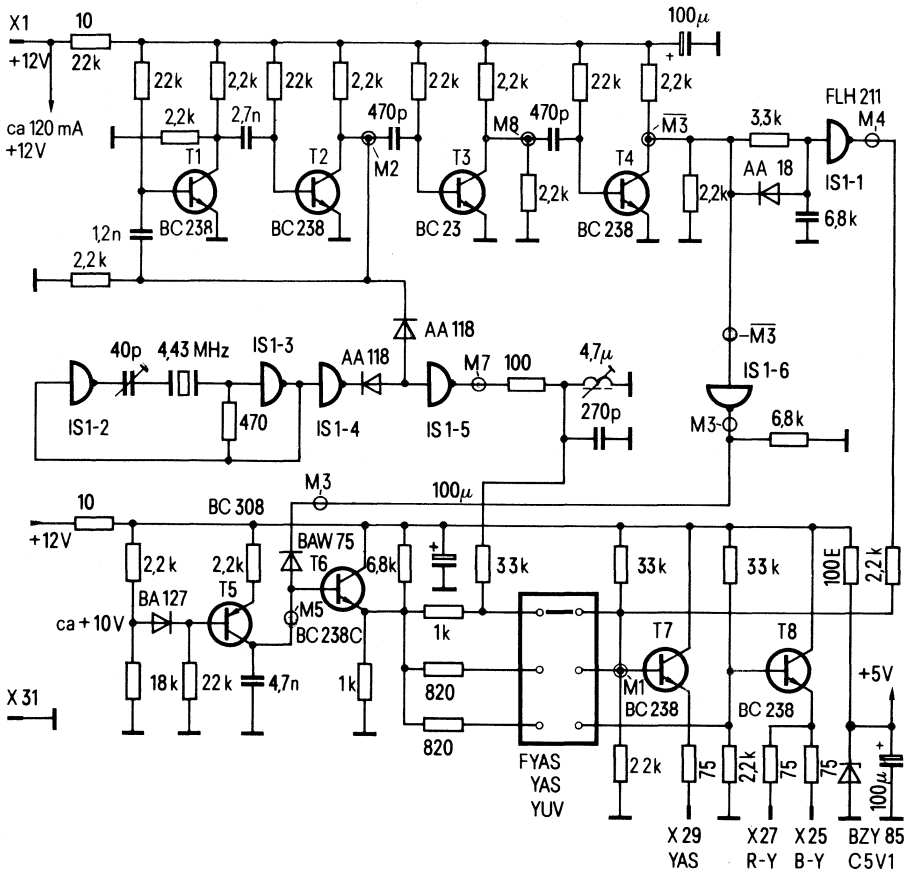 X1
10
+12V
22k
100µ
+
22k
2,2k
22k
2,2k
22k
2,2k
22k
2,2k
FLH 211
ca 120 mA
+12V
2,2k
2,7n
470p
M8
470p
M3
3,3k
M4
T1
T2
M2
T3
T4
AA 18
IS1-1
BC 238
BC 238
BC 23
2,2k
BC 238
2,2k
6,8k
1,2n
2,2k
AA 118
M3
40p
4,43 MHz
IS1-3
AA 118
M7
100
4,7µ
IS1-6
IS1-2
470
IS1-4
IS1-5
270p
M3
6,8k
M,3
100µ
10
BC 308
+12V
BAW 75
+
2,2k
2,2k
T6
6,8k
33k
33k
33k
100E
2,2k
BA 127
T5
ca + 10V
M5
BC 238C
1k
T7
T8
18k
22k
4,7n
1k
820
M1
BC 238
BC 238
+5V
X 31
820
FYAS
YAS
YUV
2 2k
75
2,2k
75
75
+
100µ
X 29
YAS
X 27
R-Y
X 25
B-Y
BZY 85
C5V1